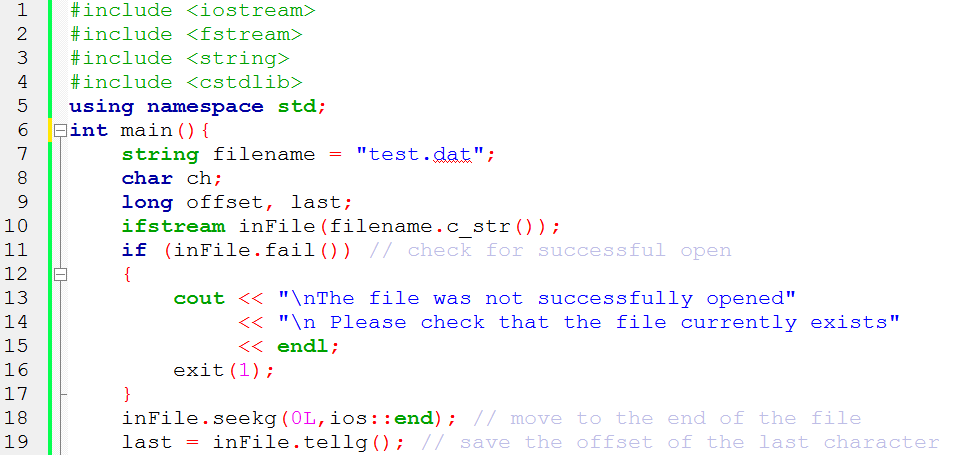 1 #include <iostream>
2 #include <fstream>
3 #include <string>
4 #include <cstdlib>
5 using namespace std;
6 int main(){
7 string filename = "test.dat";
8 char ch;
9 long offset, last;
10 ifstream inFile(filename.c_str());
11 if (inFile.fail()) // check for successful open
12 {
13 cout << "\nThe file was not successfully opened"
14 << "\n Please check that the file currently exists"
15 << endl;
16 exit(1);
17 }
18 inFile.seekg(0L,ios::end); // move to the end of the file
19 last = inFile.tellg(); // save the offset of the last character